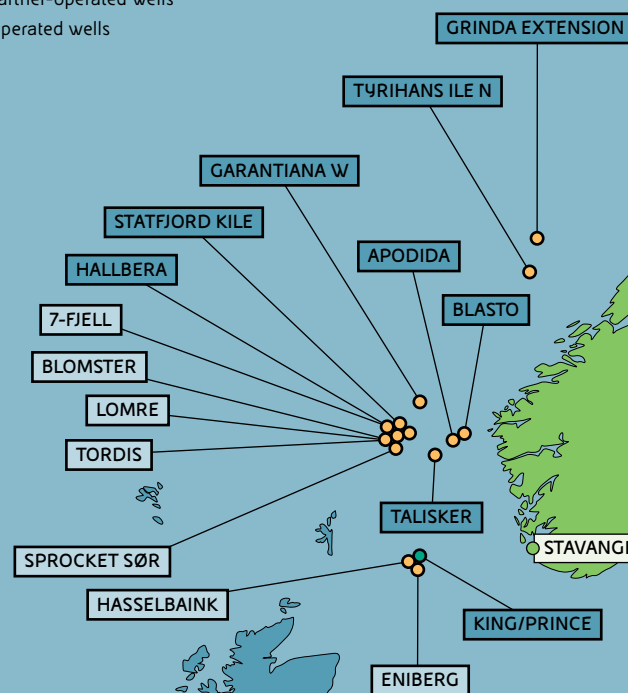 perated wells
GRINDA EXTENSION
TYRIHANS ILE N
GARANTIANA W
STATFJORD KILE
APODIDA
HALLBERA
BLASTO
7-FJELL
BLOMSTER
LOMRE
TORDIS
TALISKER
SPROCKET SØR
STAVANG
HASSELBAINK
KING/PRINCE
ENIBERG